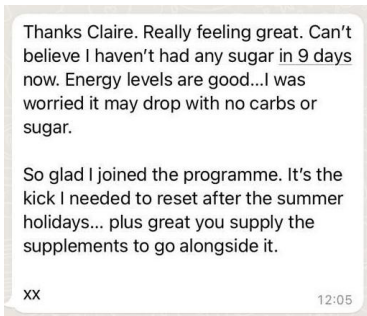 Thanks Claire. Really feeling great. Can't
believe I haven't had any sugar in 9 days
now. Energy levels are good...I was
worried it may drop with no carbs or
sugar.
So glad I joined the programme. It's the
kick I needed to reset after the summer
holidays... plus great you supply the
supplements to go alongside it.
xx
12:05